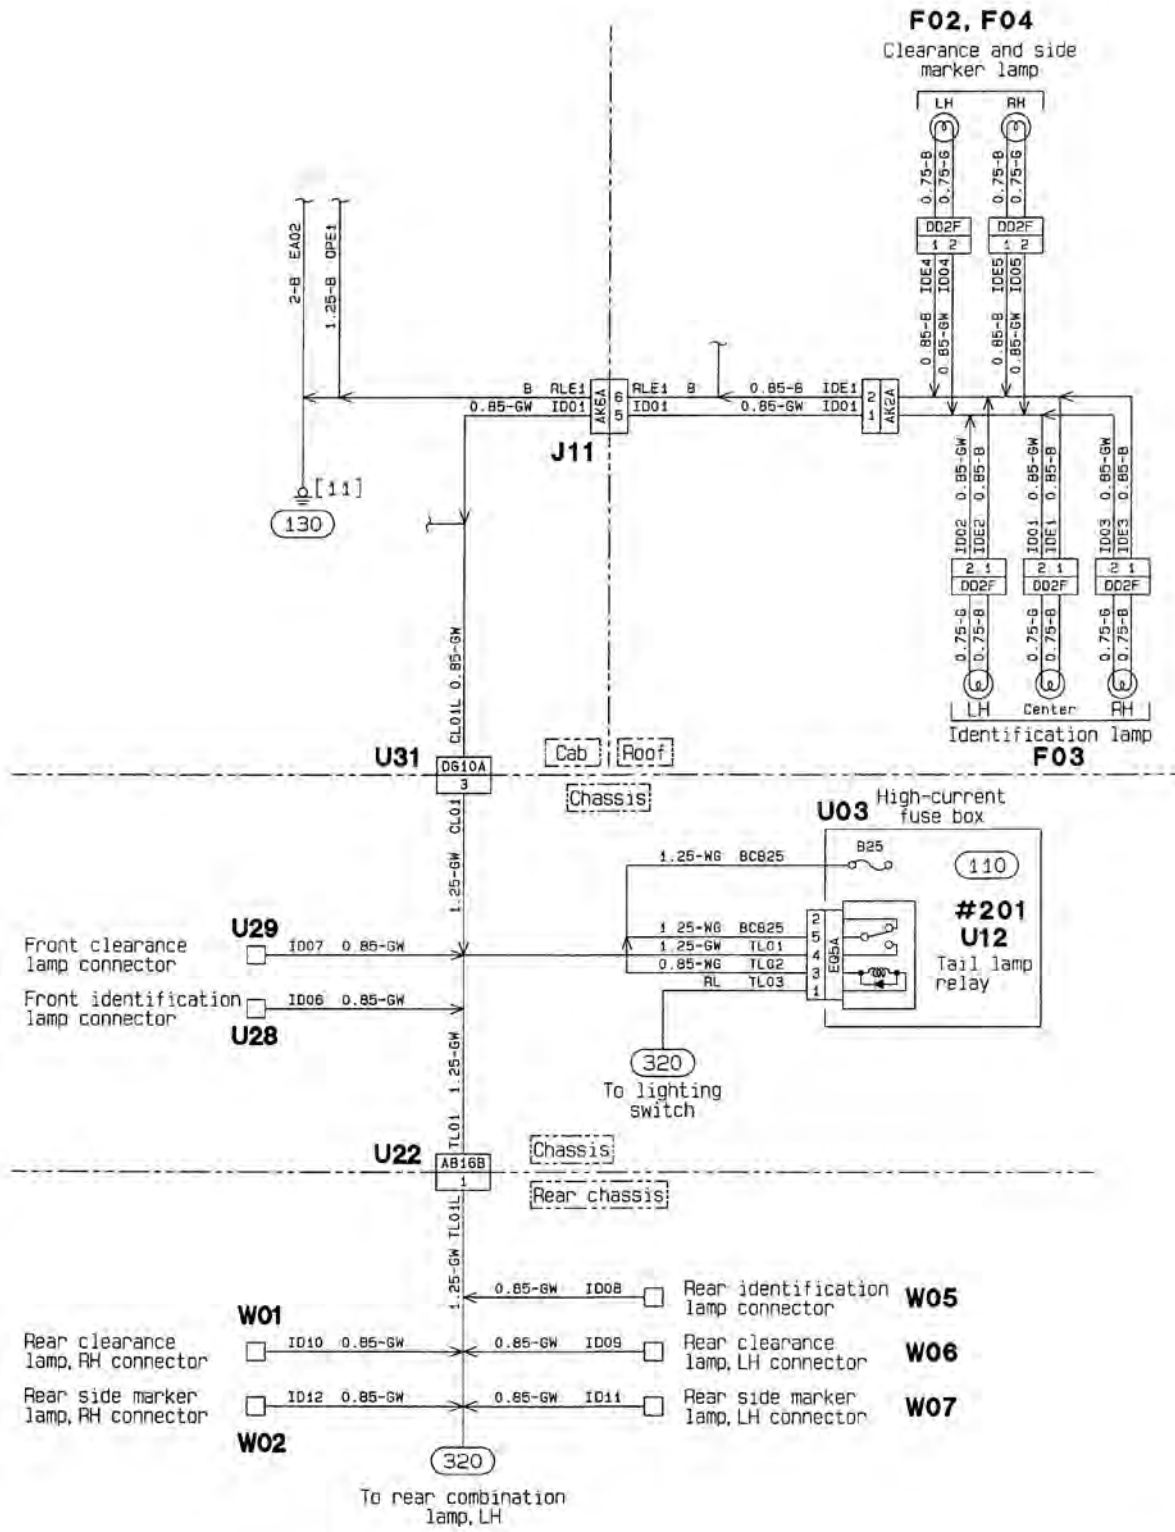 F02, F04
Clearance and side
marker lamp
LH RH
0.75-B
0.75-G
0.75-B
0.75-G
DD2F
1 2
DD2F
1 2
0.85-B IDE4
0.85-GW ID04
0.85-B IDE5
0.85-GW ID05
2-B EA02
1.25-B OPE1
B RLE1
0.85-GW ID01
AK6A
6
5
RLE1 B
ID01
0.85-B IDE1
0.85-GW ID01
2
1
AK2A
J11
[11]
130
ID02 0.85-GW
IDE2 0.85-B
ID01 0.85-GW
IDE1 0.85-B
ID03 0.85-GW
IDE3 0.85-B
2 1
DD2F
2 1
DD2F
2 1
DD2F
0.75-G
0.75-B
0.75-G
0.75-B
0.75-G
0.75-B
LH Center RH
Identification lamp
F03
CL01L 0.85-GW
U31
DG10A
3
Cab
Roof
Chassis
1.25-GW CL01
U03
High-current
fuse box
B25
110
1.25-WG BCB25
#201
U12
Tail lamp
relay
1 25-WG BCB25
1.25-GW TL01
0.85-WG TL02
RL TL03
2
5
4
3
1
EQ5A
U29
Front clearance
lamp connector
ID07 0 85-GW
Front identification
lamp connector
ID06 0.85-GW
U28
320
To lighting
switch
TL01 1.25-GW
U22
AB16B
1
Chassis
Rear chassis
1.25-GW TL01L
0.85-GW ID08
Rear identification
lamp connector
W05
W01
Rear clearance
lamp, RH connector
ID10 0.85-GW
0.85-GW ID09
Rear clearance
lamp, LH connector
W06
Rear side marker
lamp, RH connector
ID12 0.85-GW
0.85-GW ID11
Rear side marker
lamp, LH connector
W07
W02
320
To rear combination
lamp, LH